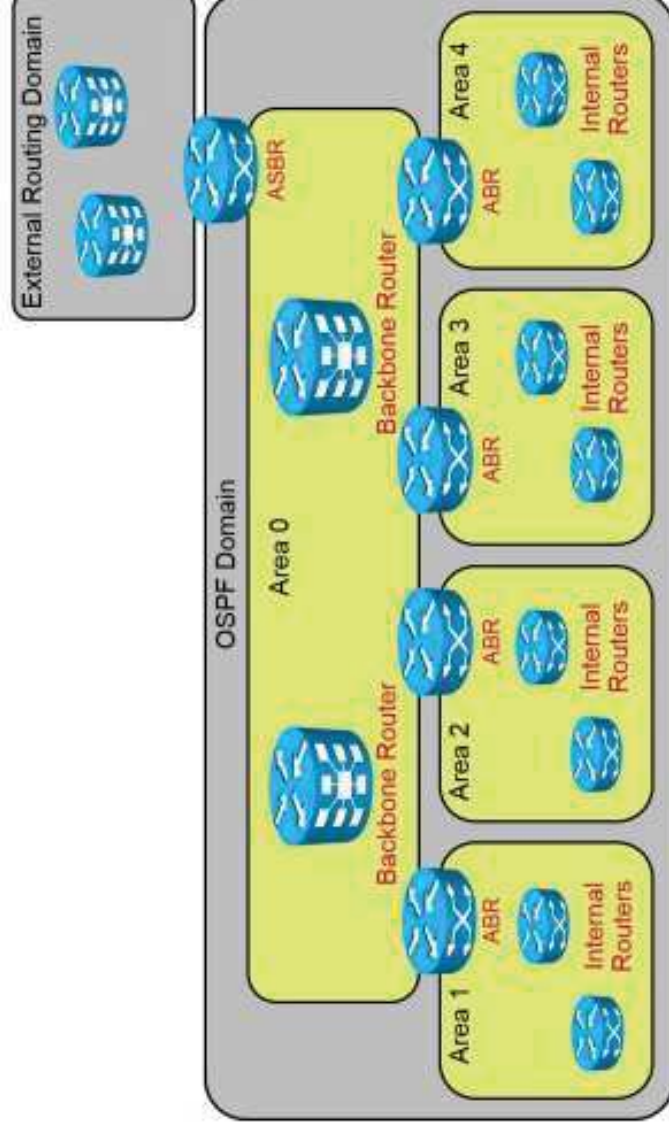 External Routing Domain
OSPF Domain
ASBR
Area 0
Backbone Router
Backbone Router
ABR
ABR
ABR
ABR
Area 1
Internal
Routers
Area 2
Internal
Routers
Area 3
Internal
Routers
Area 4
Internal
Routers